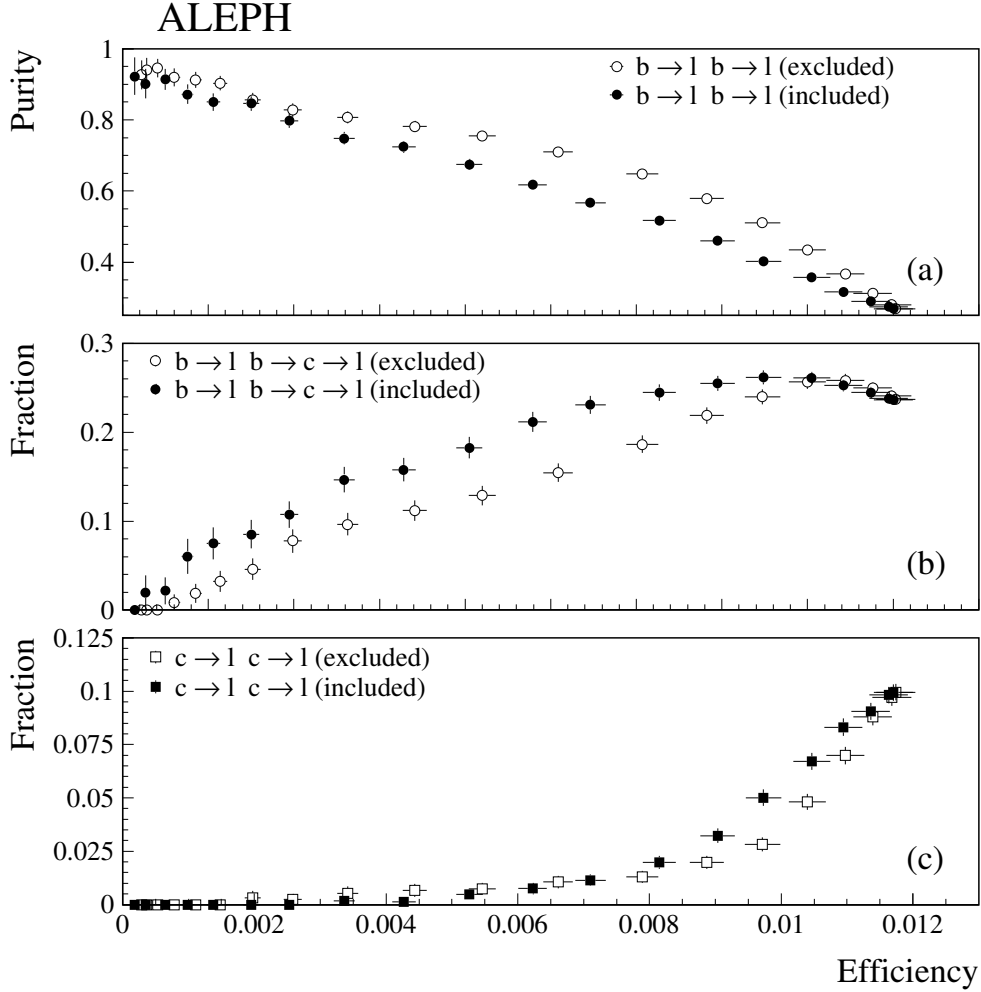 ALEPH
Purity
1
0.8
0.6
0.4
b → l b → l (excluded)
b → l b → l (included)
(a)
Fraction
0.3
0.2
0.1
0
b → l b → c → l (excluded)
b → l b → c → l (included)
(b)
Fraction
0.125
0.1
0.075
0.05
0.025
0
c → l c → l (excluded)
c → l c → l (included)
(c)
0 0.002 0.004 0.006 0.008 0.01 0.012
Efficiency